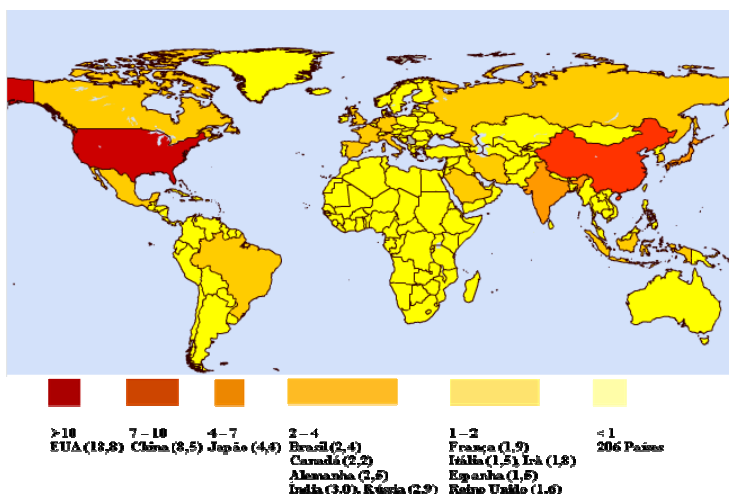 >10
EUA (18,8)
7 – 10
China (8,5)
4 – 7
Japão (4,4)
2 – 4
Brasil (2,4)
Canadá (2,2)
Alemanha (2,5)
Índia (3,0), Rússia (2,9)
1 – 2
França (1,9)
Itália (1,5), Irã (1,8)
Espanha (1,5)
Reino Unido (1,6)
< 1
206 Países